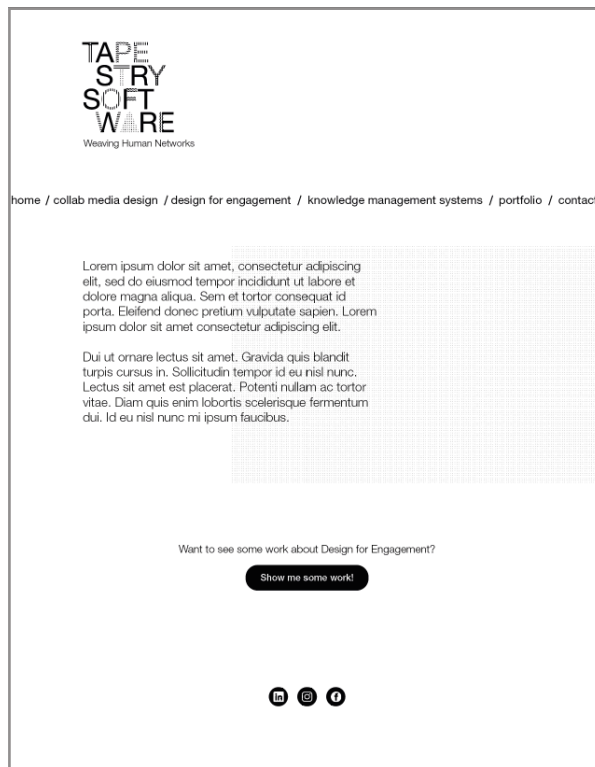 TAPE
STRY
SOFT
WARE
Weaving Human Networks
home / collab media design / design for engagement / knowledge management systems / portfolio / contact
Lorem ipsum dolor sit amet, consectetur adipiscing
elit, sed do eiusmod tempor incididunt ut labore et
dolore magna aliqua. Sem et tortor consequat id
porta. Eleifend donec pretium vulputate sapien. Lorem
ipsum dolor sit amet consectetur adipiscing elit.
Dui ut ornare lectus sit amet. Gravida quis blandit
turpis cursus in. Sollicitudin tempor id eu nisl nunc.
Lectus sit amet est placerat. Potenti nullam ac tortor
vitae. Diam quis enim lobortis scelerisque fermentum
dui. Id eu nisl nunc mi ipsum faucibus.
Want to see some work about Design for Engagement?
Show me some work!
in
f